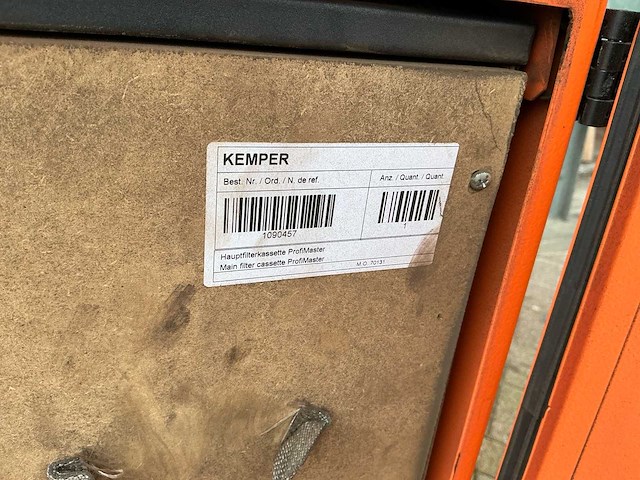 KEMPER
Best. Nr. / Ord. / N. de ref.
Anz. / Quant. / Quant.
1090457
1
Hauptfilterkassette ProfiMaster
Main filter cassette ProfiMaster
M.O. 70131